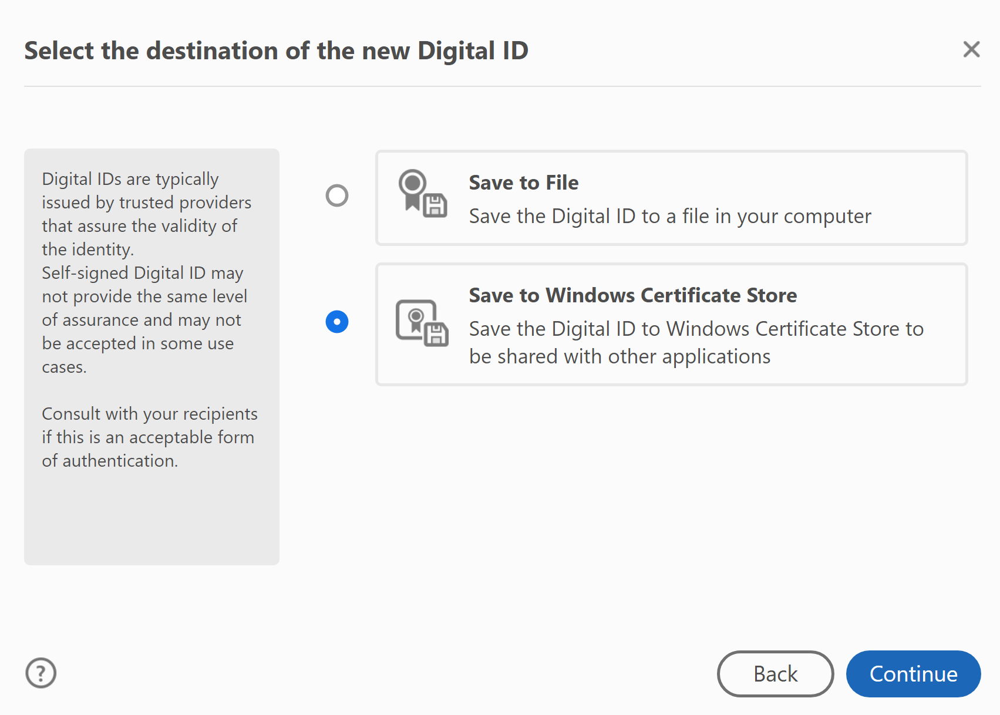 Select the destination of the new Digital ID
Digital IDs are typically
issued by trusted providers
that assure the validity of
the identity.
Self-signed Digital ID may
not provide the same level
of assurance and may not
be accepted in some use
cases.
Consult with your recipients
if this is an acceptable form
of authentication.
Save to File
Save the Digital ID to a file in your computer
Save to Windows Certificate Store
Save the Digital ID to Windows Certificate Store to
be shared with other applications
?
Back
Continue